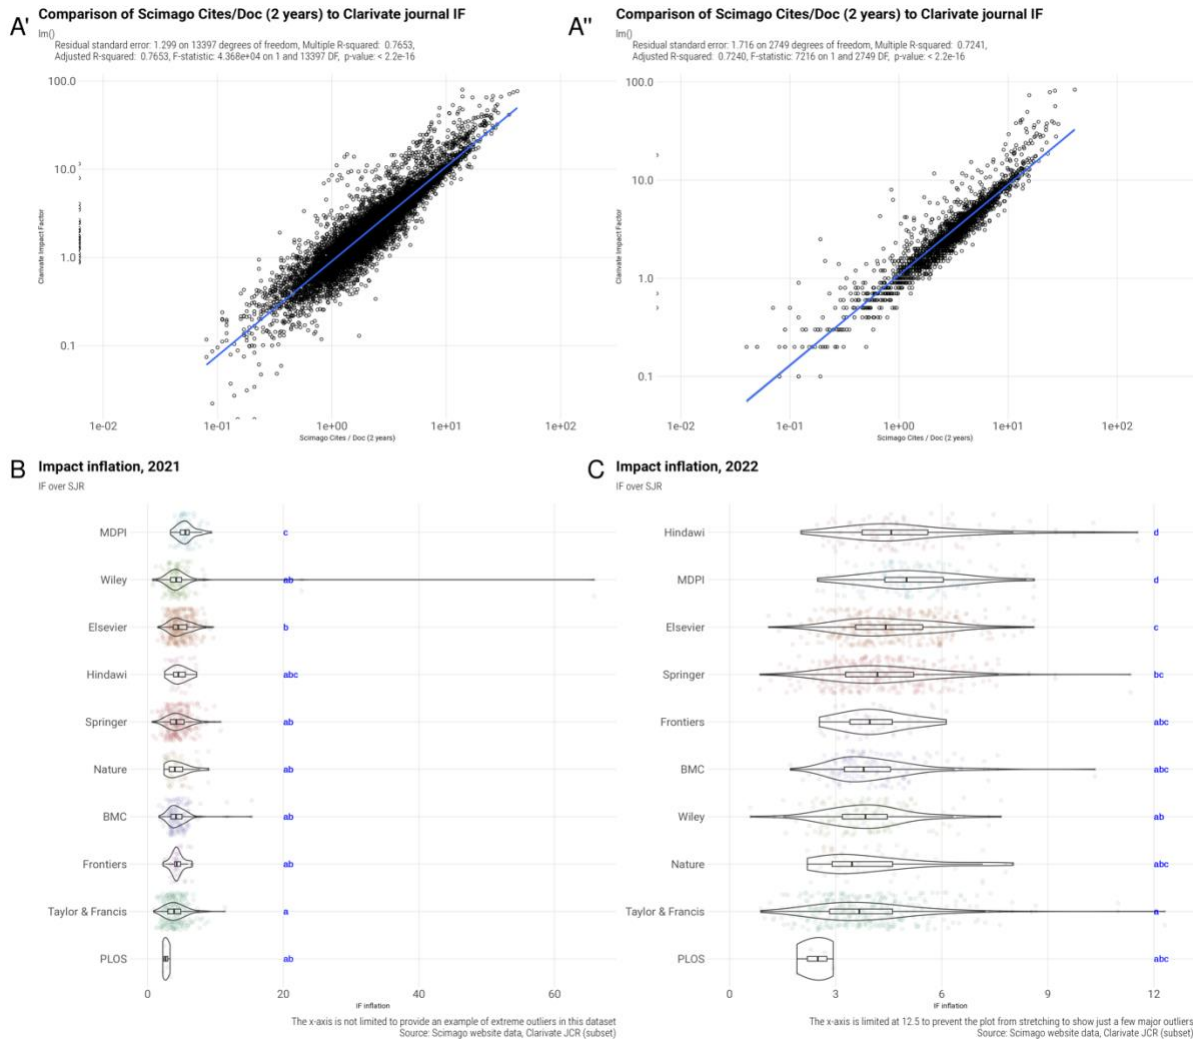 A'
Comparison of Scimago Cites/Doc (2 years) to Clarivate journal IF
lm()
Residual standard error: 1.299 on 13397 degrees of freedom, Multiple R-squared: 0.7653,
Adjusted R-squared: 0.7653, F-statistic: 4.368e+04 on 1 and 13397 DF, p-value: < 2.2e-16
Clarivate Impact Factor
100.0
10.0
1.0
0.1
1e-02 1e-01 1e+00 1e+01 1e+02
Scimago Cites / Doc (2 years)
A"
Comparison of Scimago Cites/Doc (2 years) to Clarivate journal IF
lm()
Residual standard error: 1.716 on 2749 degrees of freedom, Multiple R-squared: 0.7241,
Adjusted R-squared: 0.7240, F-statistic: 7216 on 1 and 2749 DF, p-value: < 2.2e-16
Clarivate Impact Factor
100.0
10.0
1.0
0.1
1e-02 1e-01 1e+00 1e+01 1e+02
Scimago Cites / Doc (2 years)
B
Impact inflation, 2021
IF over SJR
MDPI c
Wiley ab
Elsevier b
Hindawi abc
Springer ab
Nature ab
BMC ab
Frontiers ab
Taylor & Francis a
PLOS ab
0 20 40 60
IF inflation
The x-axis is not limited to provide an example of extreme outliers in this dataset
Source: Scimago website data, Clarivate JCR (subset)
C
Impact inflation, 2022
IF over SJR
Hindawi d
MDPI d
Elsevier c
Springer bc
Frontiers abc
BMC abc
Wiley ab
Nature abc
Taylor & Francis a
PLOS abc
0 3 6 9 12
IF inflation
The x-axis is limited at 12.5 to prevent the plot from stretching to show just a few major outliers
Source: Scimago website data, Clarivate JCR (subset)